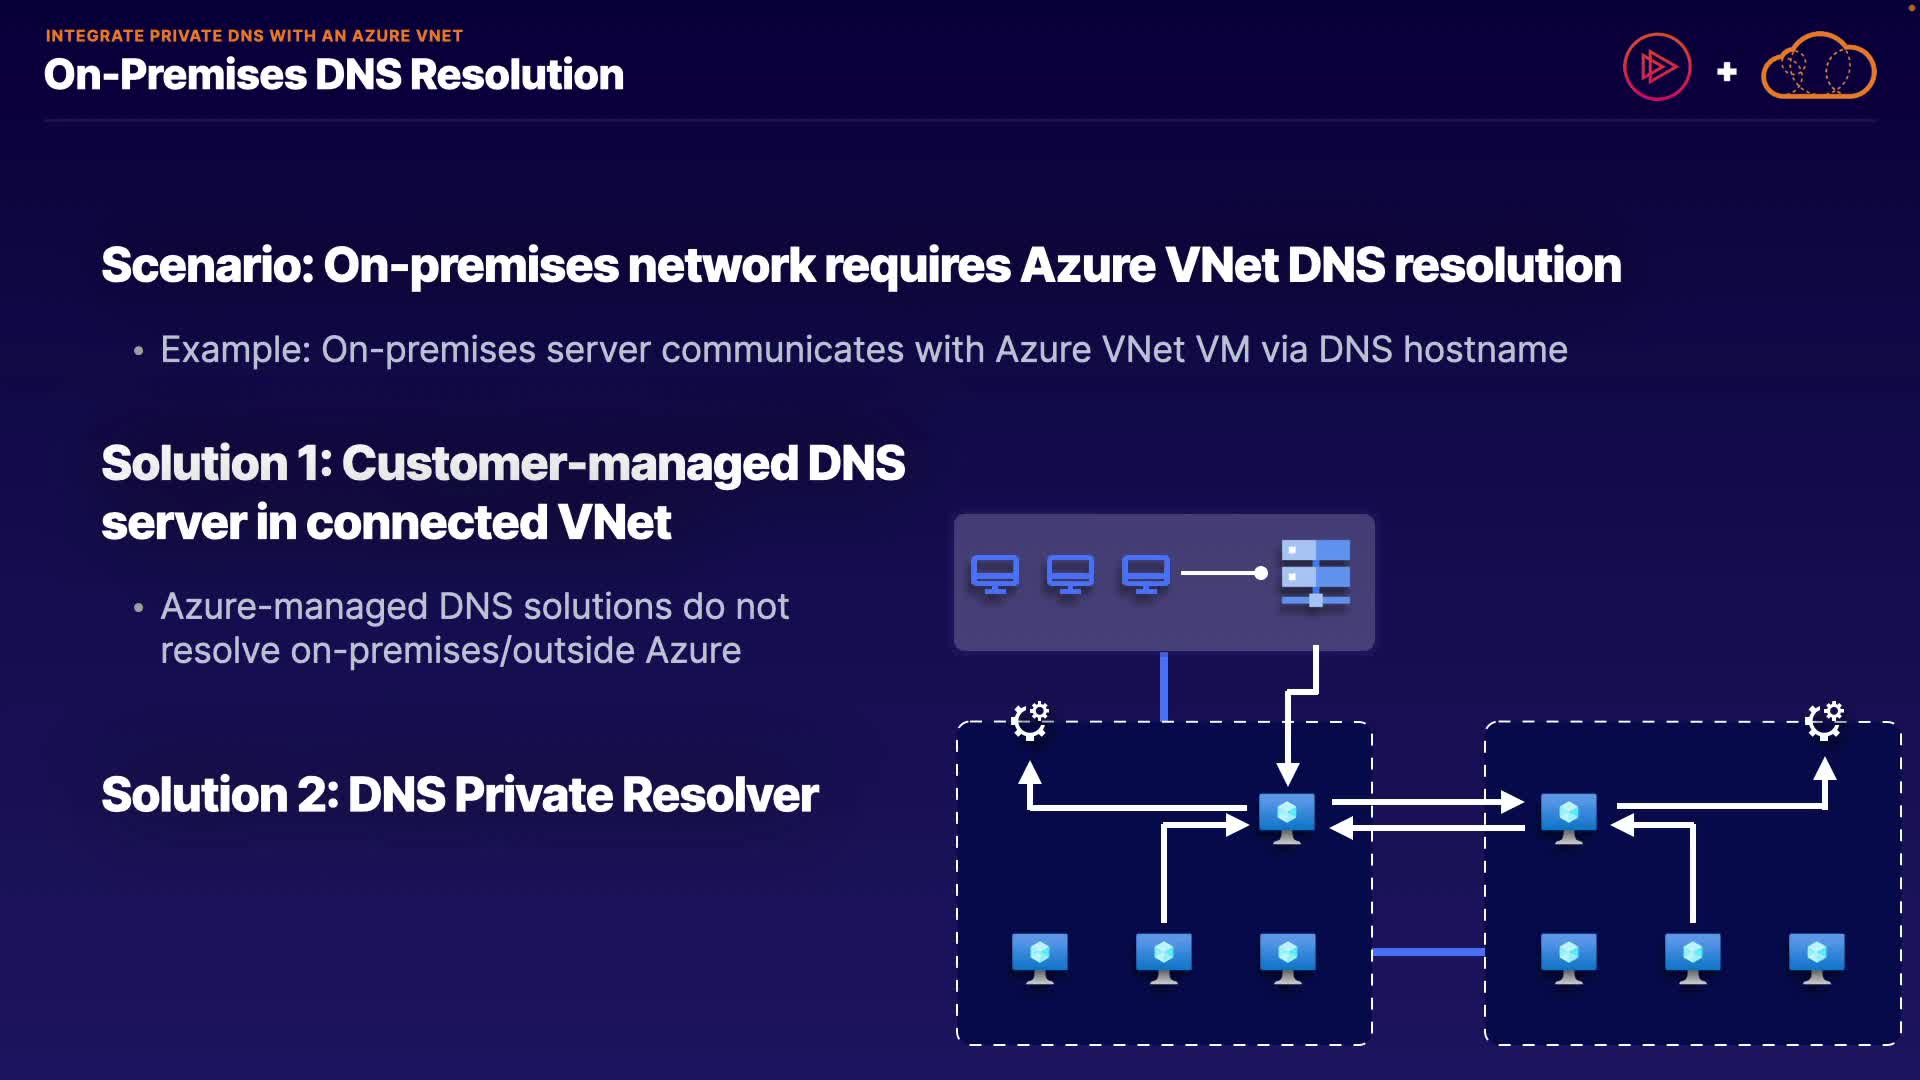 INTEGRATE PRIVATE DNS WITH AN AZURE VNET
On-Premises DNS Resolution
Scenario: On-premises network requires Azure VNet DNS resolution
• Example: On-premises server communicates with Azure VNet VM via DNS hostname
Solution 1: Customer-managed DNS
server in connected VNet
• Azure-managed DNS solutions do not
resolve on-premises/outside Azure
Solution 2: DNS Private Resolver